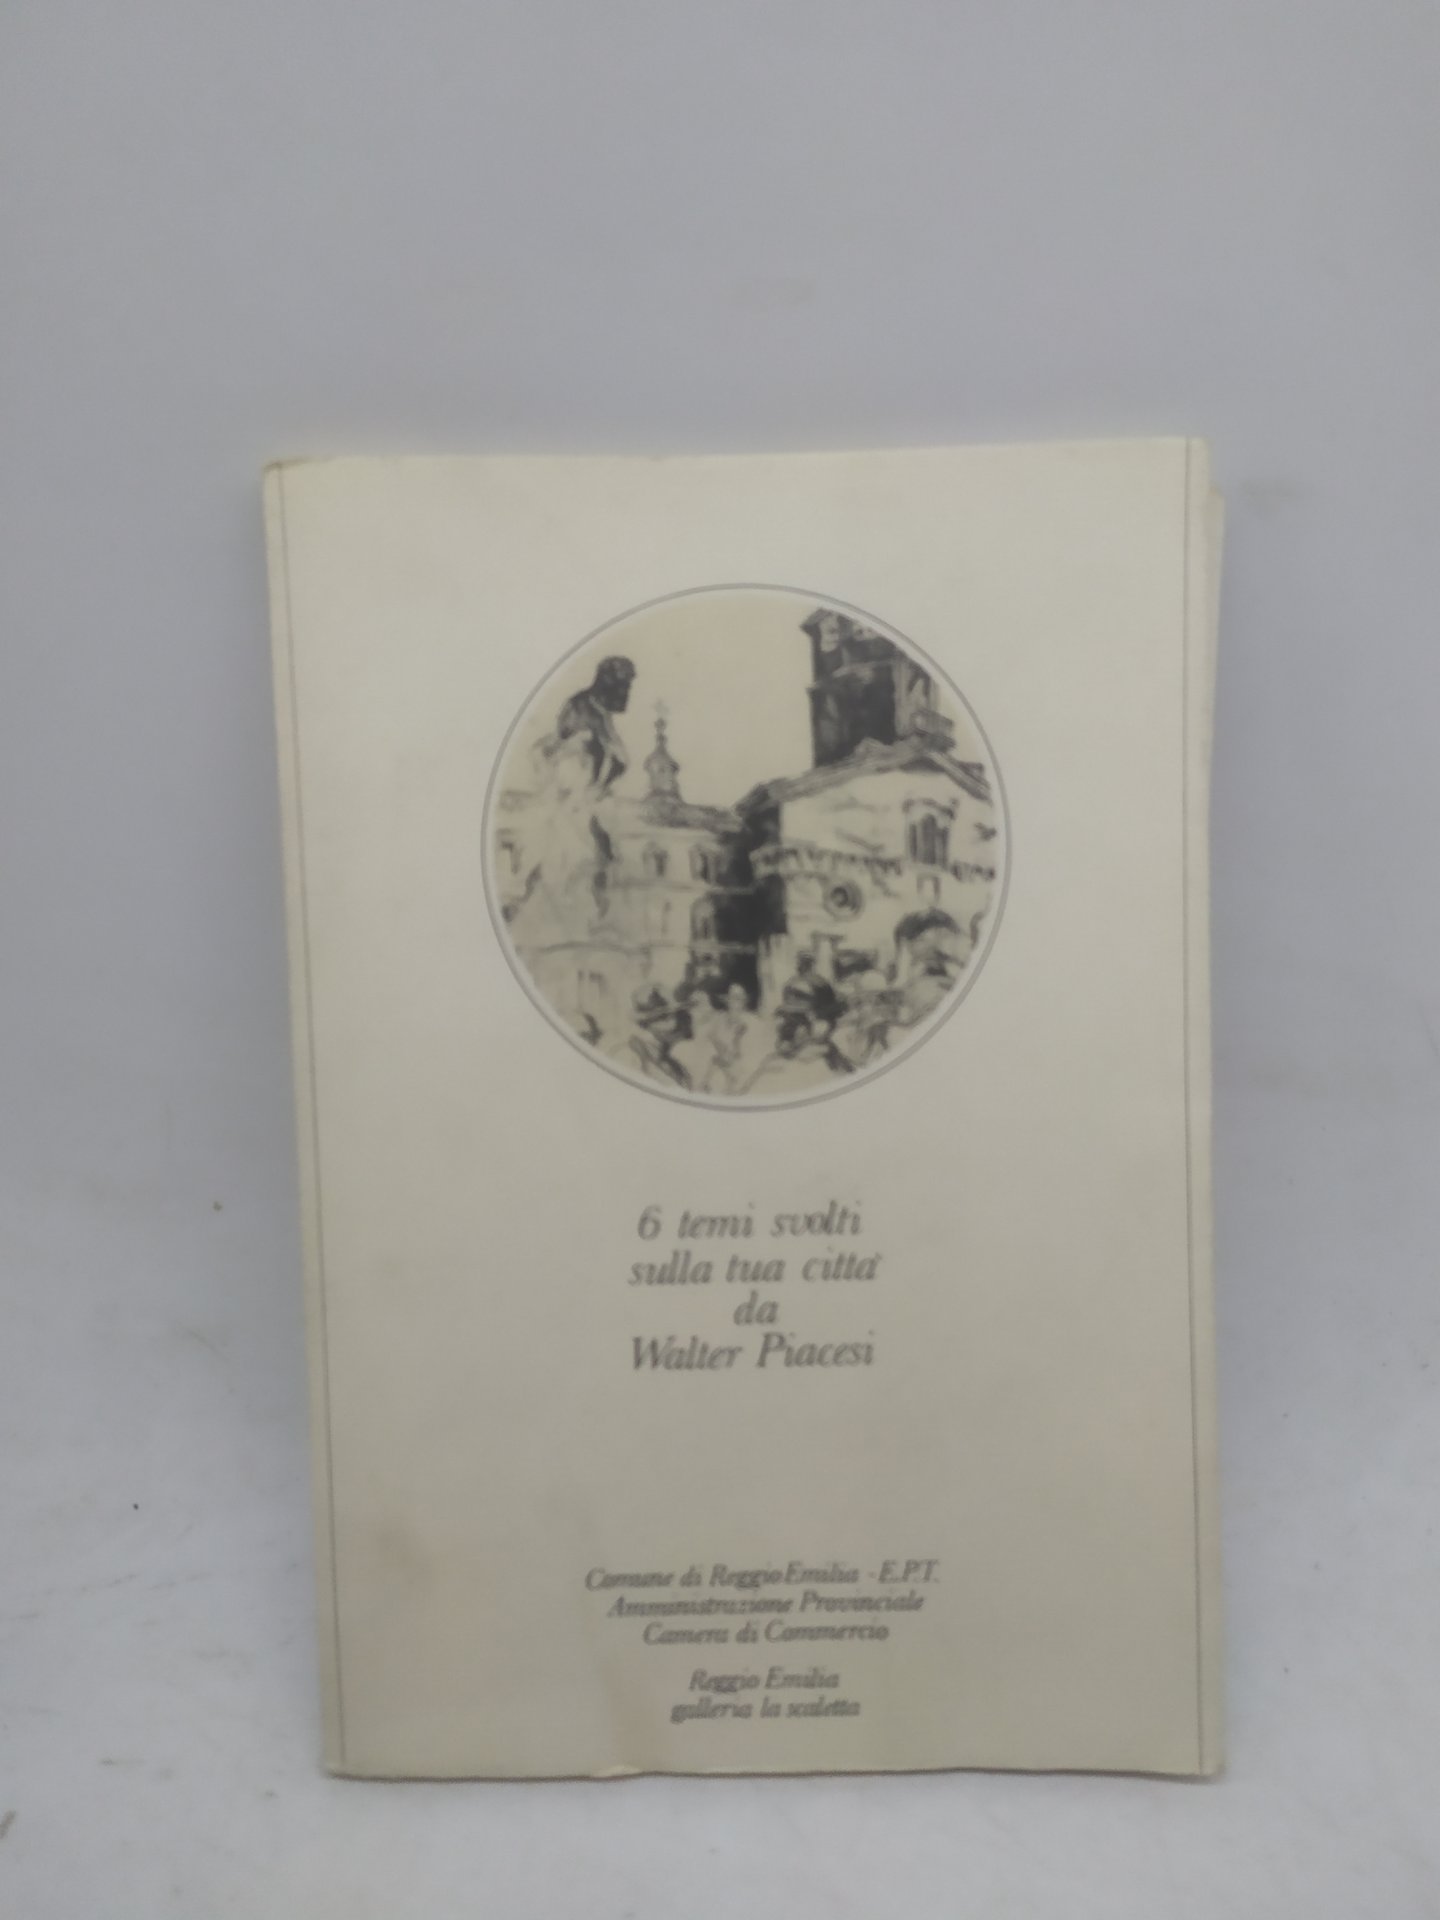 6 temi svolti
sulla tua città
da
Walter Piacesi
Comune di Reggio Emilia - E.P.T.
Amministrazione Provinciale
Camera di Commercio
Reggio Emilia
galleria la scaletta